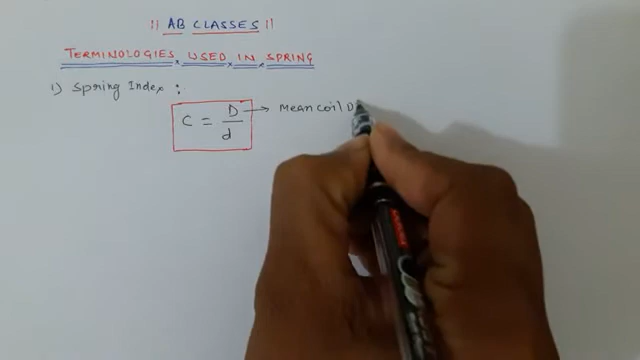 || AB CLASSES ||
TERMINOLOGIES USED IN SPRING
1) Spring Index :
C = D/d → Mean coil D